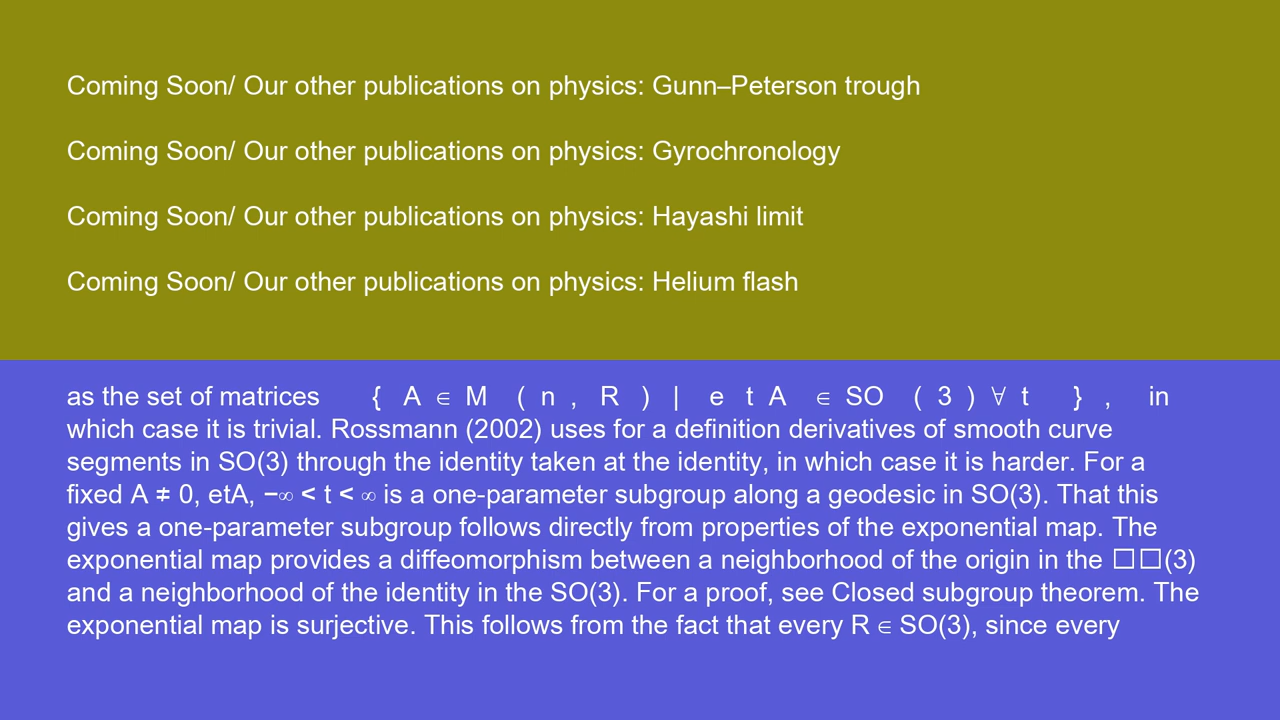 Coming Soon/ Our other publications on physics: Gunn–Peterson trough
Coming Soon/ Our other publications on physics: Gyrochronology
Coming Soon/ Our other publications on physics: Hayashi limit
Coming Soon/ Our other publications on physics: Helium flash
as the set of matrices { A ∈ M ( n , R ) | e t A ∈ SO ( 3 ) ∀ t } , in
which case it is trivial. Rossmann (2002) uses for a definition derivatives of smooth curve
segments in SO(3) through the identity taken at the identity, in which case it is harder. For a
fixed A ≠ 0, etA, −∞ < t < ∞ is a one-parameter subgroup along a geodesic in SO(3). That this
gives a one-parameter subgroup follows directly from properties of the exponential map. The
exponential map provides a diffeomorphism between a neighborhood of the origin in the □□(3)
and a neighborhood of the identity in the SO(3). For a proof, see Closed subgroup theorem. The
exponential map is surjective. This follows from the fact that every R ∈ SO(3), since every